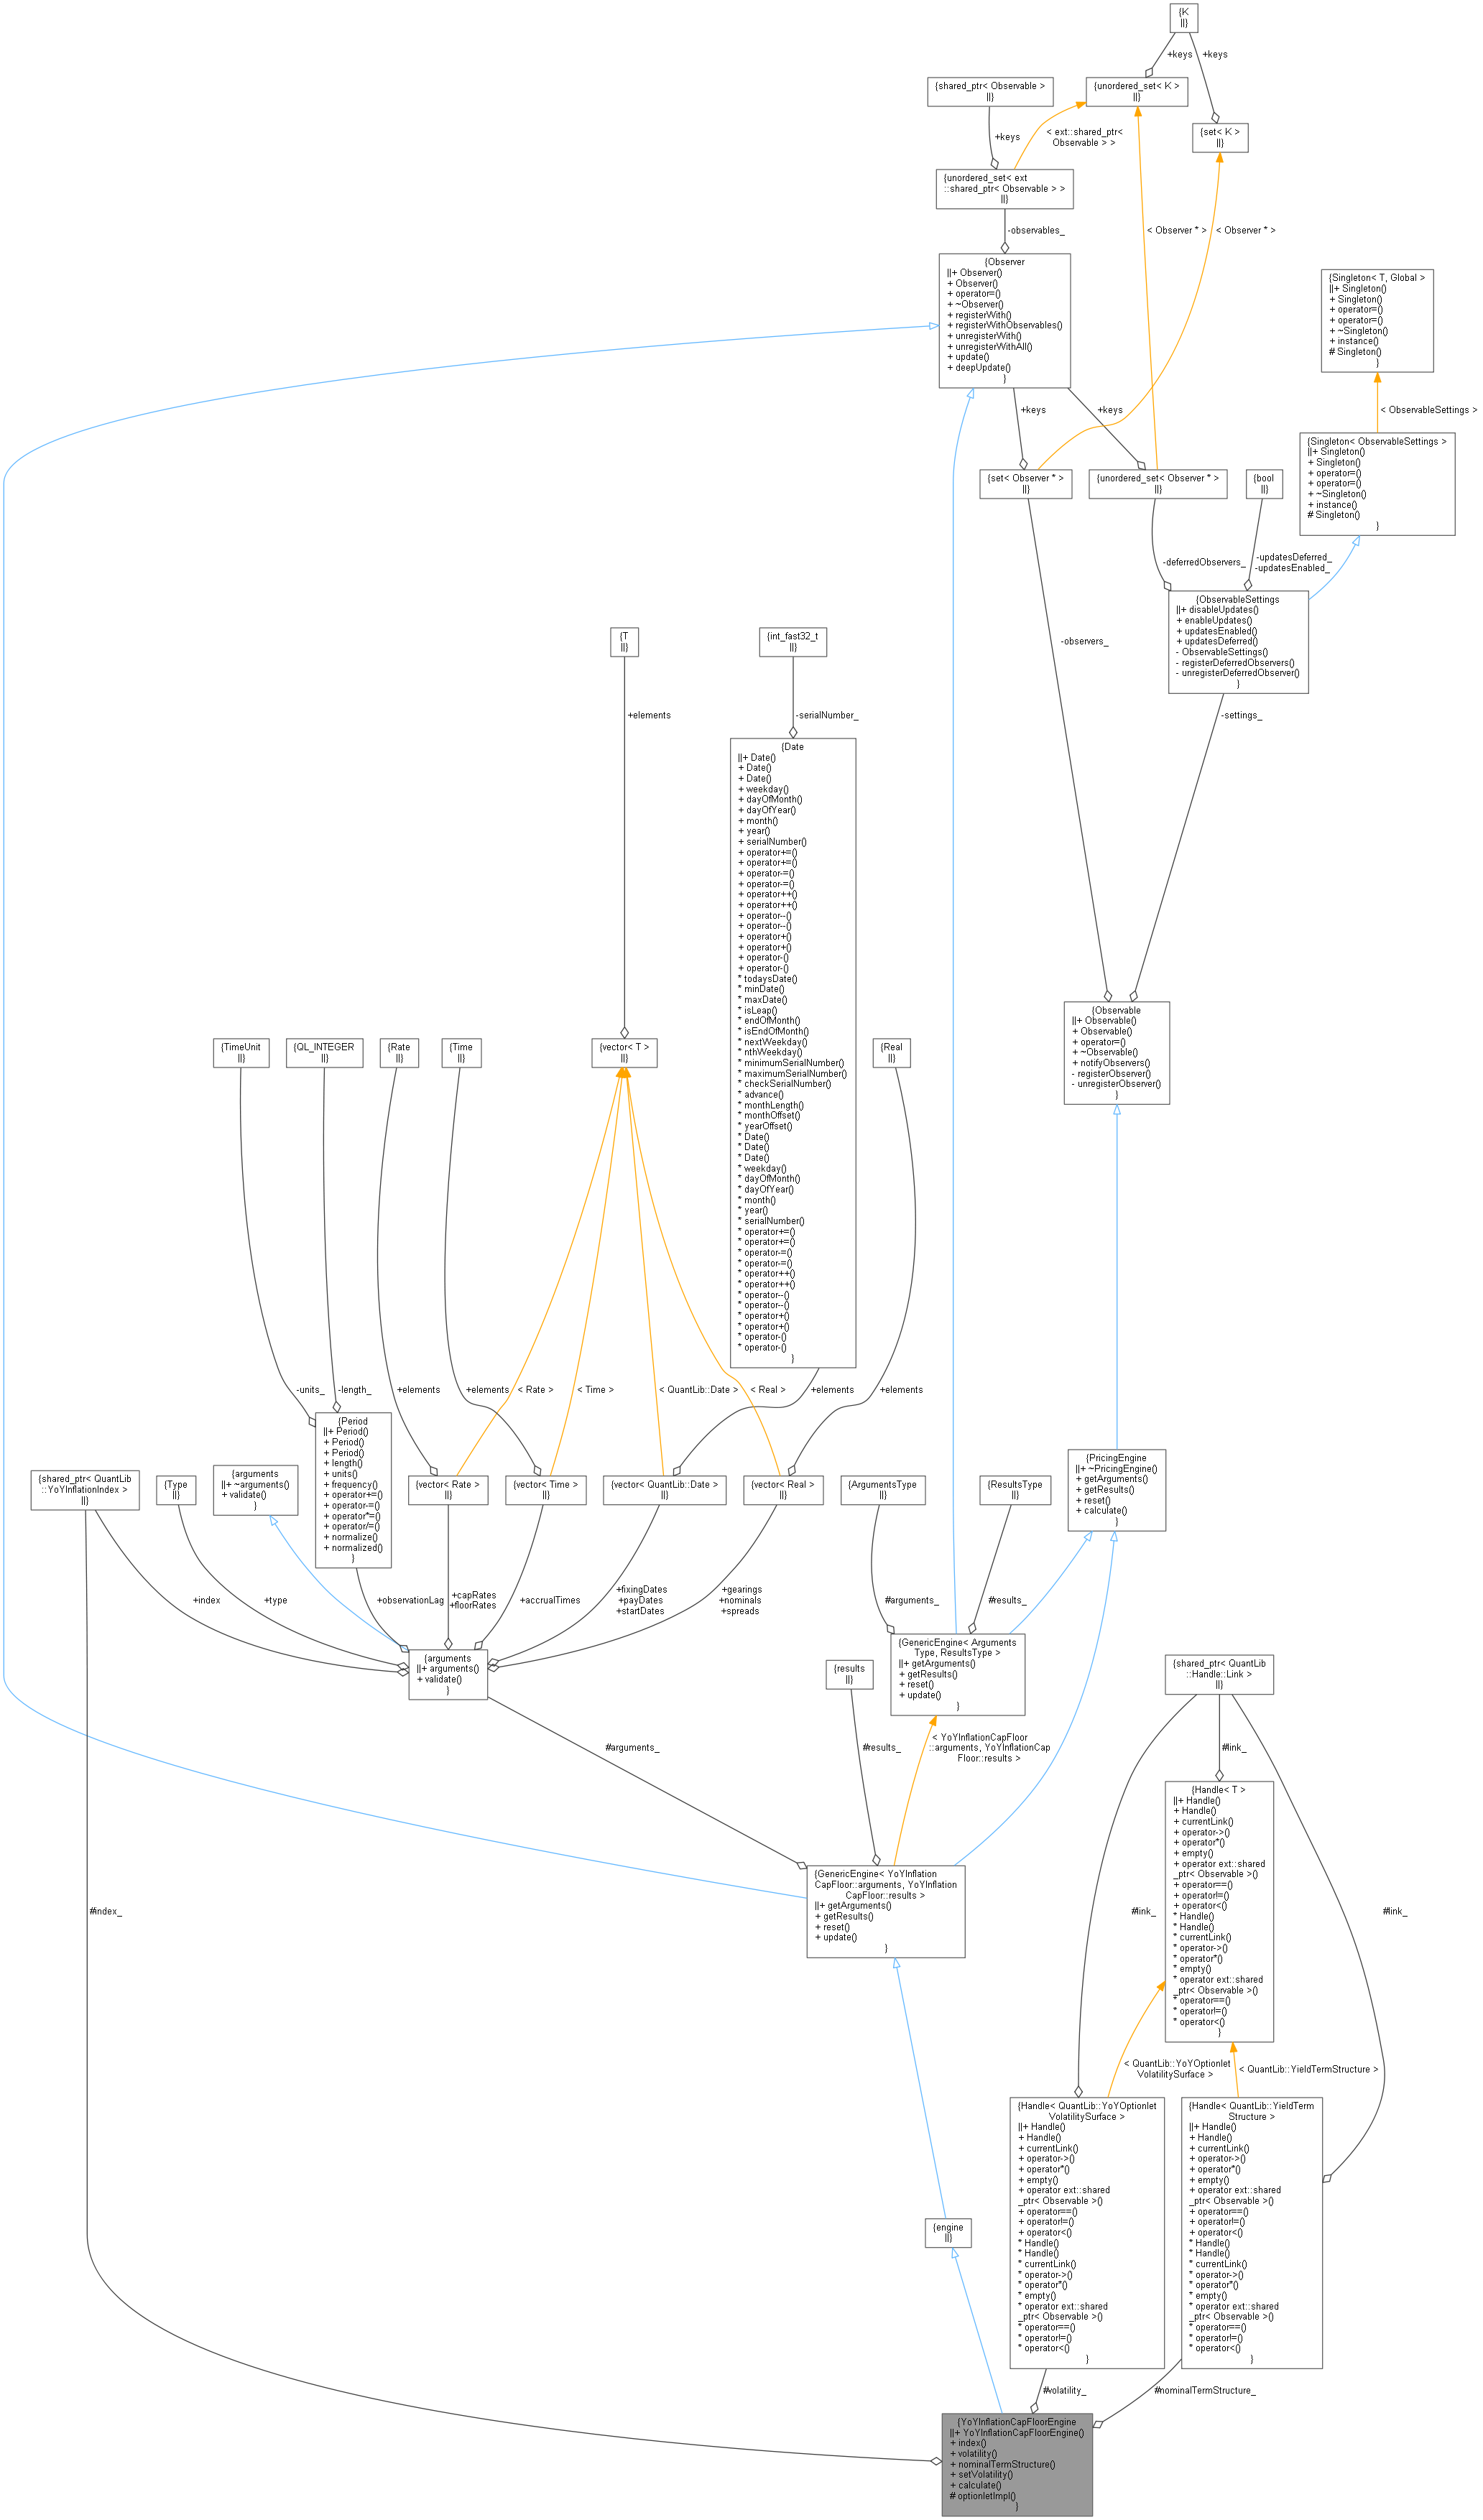 {K
||}
+keys
+keys
{shared_ptr< Observable >
||}
{unordered_set< K >
||}
{set< K >
||}
+keys
< ext::shared_ptr<
Observable > >
{unordered_set< ext
::shared_ptr< Observable > >
||}
-observables_
< Observer * >
< Observer * >
{Observer
||+ Observer()
+ Observer()
+ operator=()
+ ~Observer()
+ registerWith()
+ registerWithObservables()
+ unregisterWith()
+ unregisterWithAll()
+ update()
+ deepUpdate()
}
{Singleton< T, Global >
||+ Singleton()
+ Singleton()
+ operator=()
+ operator=()
+ ~Singleton()
+ instance()
# Singleton()
}
+keys
+keys
< ObservableSettings >
{Singleton< ObservableSettings >
||+ Singleton()
+ Singleton()
+ operator=()
+ operator=()
+ ~Singleton()
+ instance()
# Singleton()
}
{set< Observer * >
||}
{unordered_set< Observer * >
||}
{bool
||}
-deferredObservers_
-updatesDeferred_
-updatesEnabled_
{ObservableSettings
||+ disableUpdates()
+ enableUpdates()
+ updatesEnabled()
+ updatesDeferred()
- ObservableSettings()
- registerDeferredObservers()
- unregisterDeferredObserver()
}
-observers_
-settings_
{T
||}
{int_fast32_t
||}
+elements
-serialNumber_
{Date
||+ Date()
+ Date()
+ Date()
+ weekday()
+ dayOfMonth()
+ dayOfYear()
+ month()
+ year()
+ serialNumber()
+ operator+=()
+ operator+=()
+ operator-=()
+ operator-=()
+ operator++()
+ operator++()
+ operator--()
+ operator--()
+ operator+()
+ operator+()
+ operator-()
+ operator-()
* todaysDate()
* minDate()
* maxDate()
* isLeap()
* endOfMonth()
* isEndOfMonth()
* nextWeekday()
* nthWeekday()
* minimumSerialNumber()
* maximumSerialNumber()
* checkSerialNumber()
* advance()
* monthLength()
* monthOffset()
* yearOffset()
* Date()
* Date()
* Date()
* weekday()
* dayOfMonth()
* dayOfYear()
* month()
* year()
* serialNumber()
* operator+=()
* operator+=()
* operator-=()
* operator-=()
* operator++()
* operator++()
* operator--()
* operator--()
* operator+()
* operator+()
* operator-()
* operator-()
}
{Observable
||+ Observable()
+ Observable()
+ operator=()
+ ~Observable()
+ notifyObservers()
- registerObserver()
- unregisterObserver()
}
{TimeUnit
||}
{QL_INTEGER
||}
{Rate
||}
{Time
||}
{vector< T >
||}
{Real
||}
-units_
-length_
+elements
+elements
< Rate >
< Time >
< QuantLib::Date >
< Real >
+elements
+elements
{shared_ptr< QuantLib
::YoYInflationIndex >
||}
{Type
||}
{arguments
||+ ~arguments()
+ validate()
}
{Period
||+ Period()
+ Period()
+ Period()
+ length()
+ units()
+ frequency()
+ operator+=()
+ operator-=()
+ operator*=()
+ operator/=()
+ normalize()
+ normalized()
}
{vector< Rate >
||}
{vector< Time >
||}
{vector< QuantLib::Date >
||}
{vector< Real >
||}
{ArgumentsType
||}
{ResultsType
||}
{PricingEngine
||+ ~PricingEngine()
+ getArguments()
+ getResults()
+ reset()
+ calculate()
}
+index
+type
+observationLag
+capRates
+floorRates
+accrualTimes
+fixingDates
+payDates
+startDates
+gearings
+nominals
+spreads
#arguments_
#results_
{arguments
||+ arguments()
+ validate()
}
{results
||}
{GenericEngine< Arguments
Type, ResultsType >
||+ getArguments()
+ getResults()
+ reset()
+ update()
}
{shared_ptr< QuantLib
::Handle::Link >
||}
#arguments_
#results_
< YoYInflationCapFloor
::arguments, YoYInflationCap
Floor::results >
#link_
{Handle< T >
||+ Handle()
+ Handle()
+ currentLink()
+ operator->()
+ operator*()
+ empty()
+ operator ext::shared
_ptr< Observable >()
+ operator==()
+ operator!=()
+ operator<()
* Handle()
* Handle()
* currentLink()
* operator->()
* operator*()
* empty()
* operator ext::shared
_ptr< Observable >()
* operator==()
* operator!=()
* operator<()
}
{GenericEngine< YoYInflation
CapFloor::arguments, YoYInflation
CapFloor::results >
||+ getArguments()
+ getResults()
+ reset()
+ update()
}
#index_
#link_
#link_
< QuantLib::YoYOptionlet
VolatilitySurface >
< QuantLib::YieldTermStructure >
{Handle< QuantLib::YoYOptionlet
VolatilitySurface >
||+ Handle()
+ Handle()
+ currentLink()
+ operator->()
+ operator*()
+ empty()
+ operator ext::shared
_ptr< Observable >()
+ operator==()
+ operator!=()
+ operator<()
* Handle()
* Handle()
* currentLink()
* operator->()
* operator*()
* empty()
* operator ext::shared
_ptr< Observable >()
* operator==()
* operator!=()
* operator<()
}
{Handle< QuantLib::YieldTerm
Structure >
||+ Handle()
+ Handle()
+ currentLink()
+ operator->()
+ operator*()
+ empty()
+ operator ext::shared
_ptr< Observable >()
+ operator==()
+ operator!=()
+ operator<()
* Handle()
* Handle()
* currentLink()
* operator->()
* operator*()
* empty()
* operator ext::shared
_ptr< Observable >()
* operator==()
* operator!=()
* operator<()
}
{engine
||}
#volatility_
#nominalTermStructure_
{YoYInflationCapFloorEngine
||+ YoYInflationCapFloorEngine()
+ index()
+ volatility()
+ nominalTermStructure()
+ setVolatility()
+ calculate()
# optionletImpl()
}